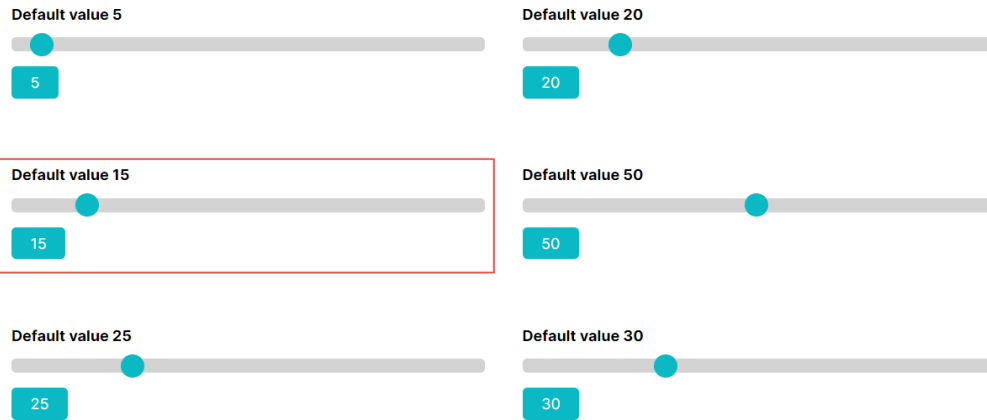 Default value 5
5
Default value 20
20
Default value 15
15
Default value 50
50
Default value 25
25
Default value 30
30